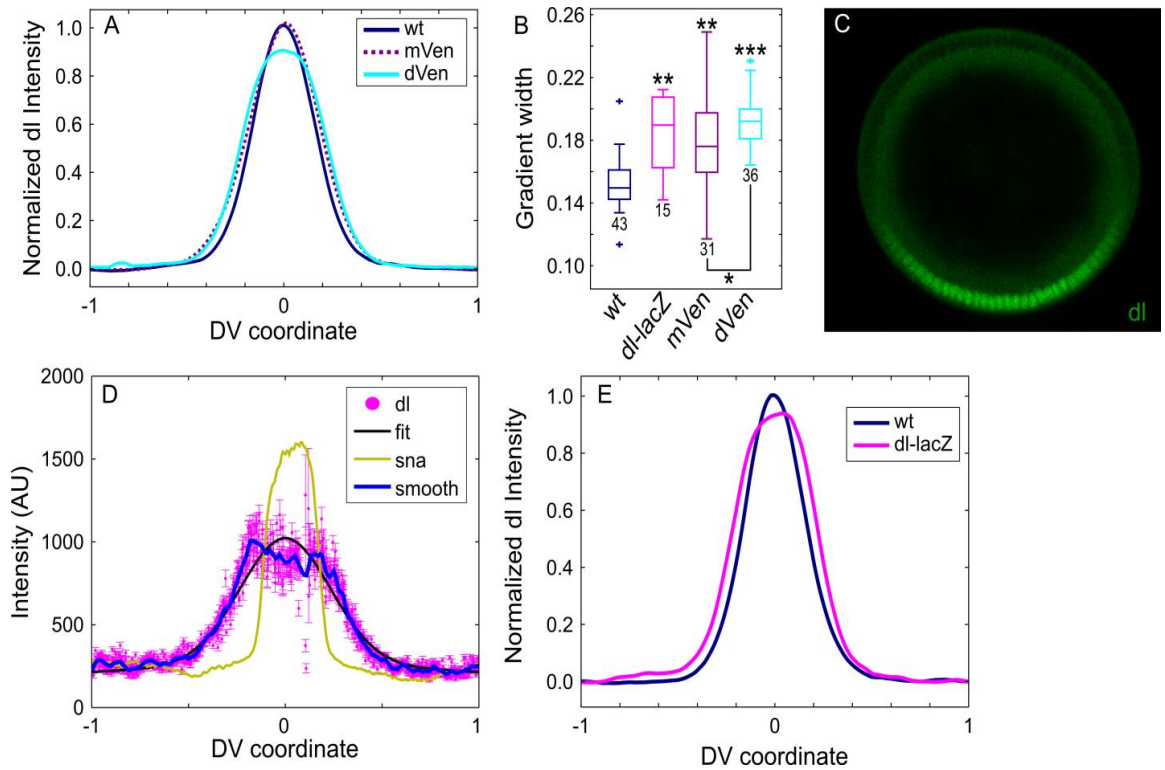 A
wt
mVen
dVen
Normalized dl Intensity
1.0
0.8
0.6
0.4
0.2
0.0
-1
0
1
DV coordinate
B
Gradient width
0.26
0.22
0.18
0.14
0.10
**
**
***
43
15
31
36
*
wt
dl-lacZ
mVen
dVen
C
dl
D
dl
fit
sna
smooth
Intensity (AU)
2000
1500
1000
500
0
-1
0
1
DV coordinate
E
wt
dl-lacZ
Normalized dl Intensity
1.0
0.8
0.6
0.4
0.2
0.0
-1
0
1
DV coordinate